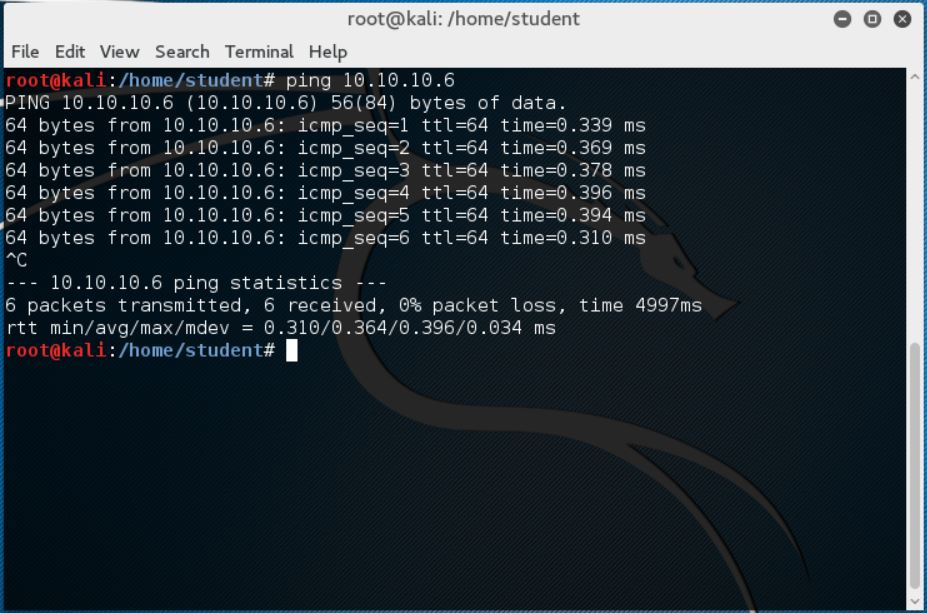 root@kali: /home/student
File Edit View Search Terminal Help
root@kali:/home/student# ping 10.10.10.6
PING 10.10.10.6 (10.10.10.6) 56(84) bytes of data.
64 bytes from 10.10.10.6: icmp_seq=1 ttl=64 time=0.339 ms
64 bytes from 10.10.10.6: icmp_seq=2 ttl=64 time=0.369 ms
64 bytes from 10.10.10.6: icmp_seq=3 ttl=64 time=0.378 ms
64 bytes from 10.10.10.6: icmp_seq=4 ttl=64 time=0.396 ms
64 bytes from 10.10.10.6: icmp_seq=5 ttl=64 time=0.394 ms
64 bytes from 10.10.10.6: icmp_seq=6 ttl=64 time=0.310 ms
^C
--- 10.10.10.6 ping statistics ---
6 packets transmitted, 6 received, 0% packet loss, time 4997ms
rtt min/avg/max/mdev = 0.310/0.364/0.396/0.034 ms
root@kali:/home/student#